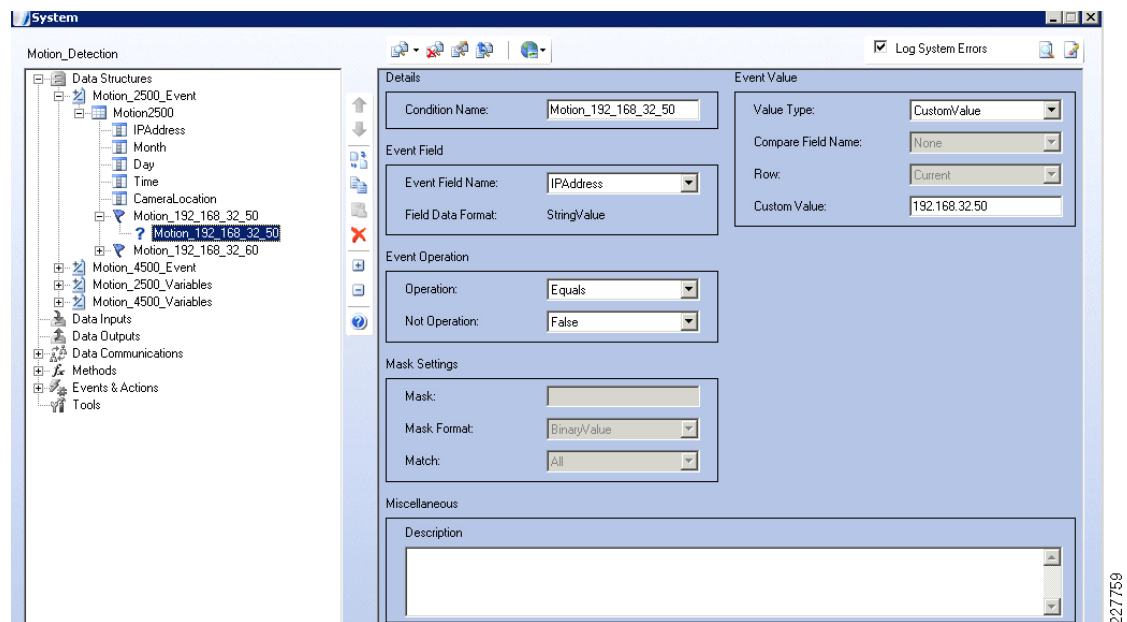 System
Motion_Detection
Log System Errors
Data Structures
Motion_2500_Event
Motion2500
IPAddress
Month
Day
Time
CameraLocation
Motion_192_168_32_50
? Motion_192_168_32_50
Motion_192_168_32_60
Motion_4500_Event
Motion_2500_Variables
Motion_4500_Variables
Data Inputs
Data Outputs
Data Communications
Methods
Events & Actions
Tools
Details
Condition Name: Motion_192_168_32_50
Event Field
Event Field Name: IPAddress
Field Data Format: StringValue
Event Operation
Operation: Equals
Not Operation: False
Mask Settings
Mask:
Mask Format: BinaryValue
Match: All
Miscellaneous
Description
Event Value
Value Type: CustomValue
Compare Field Name: None
Row: Current
Custom Value: 192.168.32.50
227759